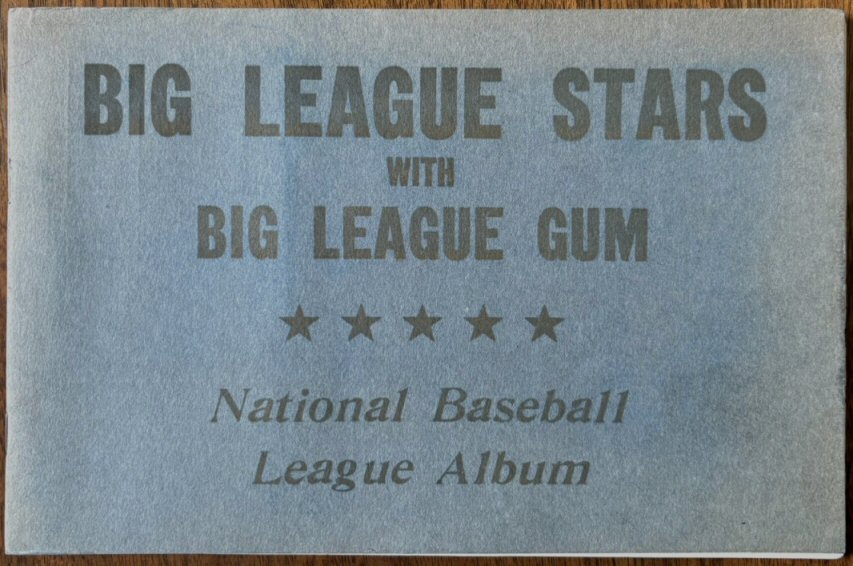 BIG LEAGUE STARS
WITH
BIG LEAGUE GUM
★★★★★
National Baseball
League Album